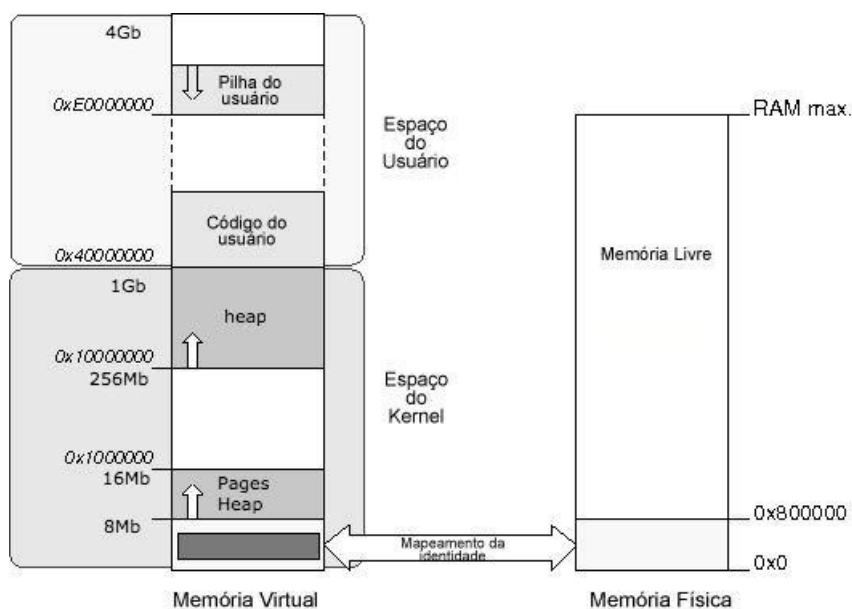 4Gb
Pilha do
usuário
0xE0000000
RAM max.
Espaço
do
Usuário
Código do
usuário
Memória Livre
0x40000000
1Gb
heap
0x10000000
256Mb
Espaço
do
Kernel
0x1000000
16Mb
Pages
Heap
8Mb
0x800000
Mapeamento da
identidade
0x0
Memória Virtual
Memória Física